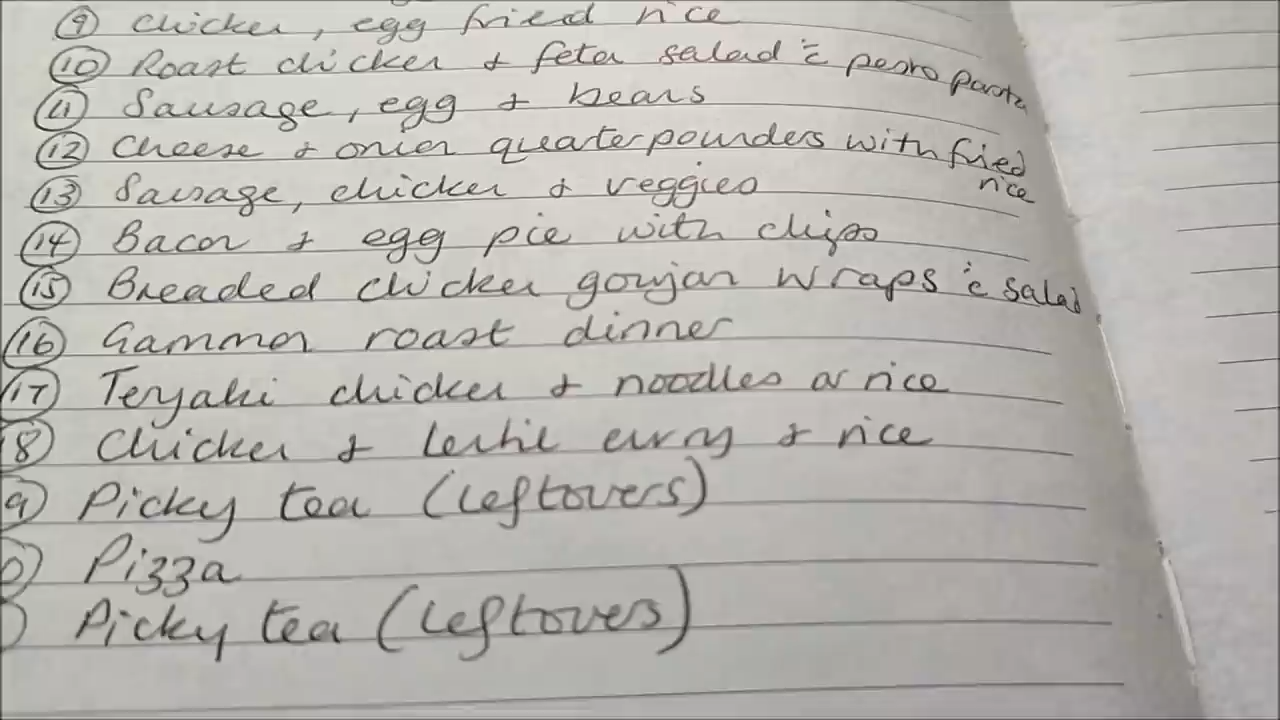 9 Chicken, egg fried rice
10 Roast chicken + feta salad c̄ pesto pasta
11 Sausage, egg + beans
12 Cheese + onion quaterpounders with fried rice
13 Sausage, chicken + veggies
14 Bacon + egg pie with chips
15 Breaded chicken goujan wraps c̄ salad
16 Gammon roast dinner
17 Teryaki chicken + noodles or rice
8 Chicken + lentil curry + rice
9 Picky tea (leftovers)
0 Pizza
Picky tea (leftovers)